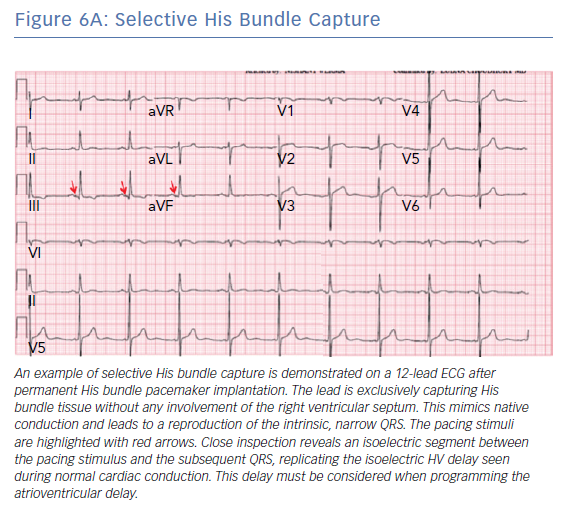 Figure 6A: Selective His Bundle Capture
I aVR V1 V4
II aVL V2 V5
III aVF V3 V6
VI
II
V5
An example of selective His bundle capture is demonstrated on a 12-lead ECG after
permanent His bundle pacemaker implantation. The lead is exclusively capturing His
bundle tissue without any involvement of the right ventricular septum. This mimics native
conduction and leads to a reproduction of the intrinsic, narrow QRS. The pacing stimuli
are highlighted with red arrows. Close inspection reveals an isoelectric segment between
the pacing stimulus and the subsequent QRS, replicating the isoelectric HV delay seen
during normal cardiac conduction. This delay must be considered when programming the
atrioventricular delay.